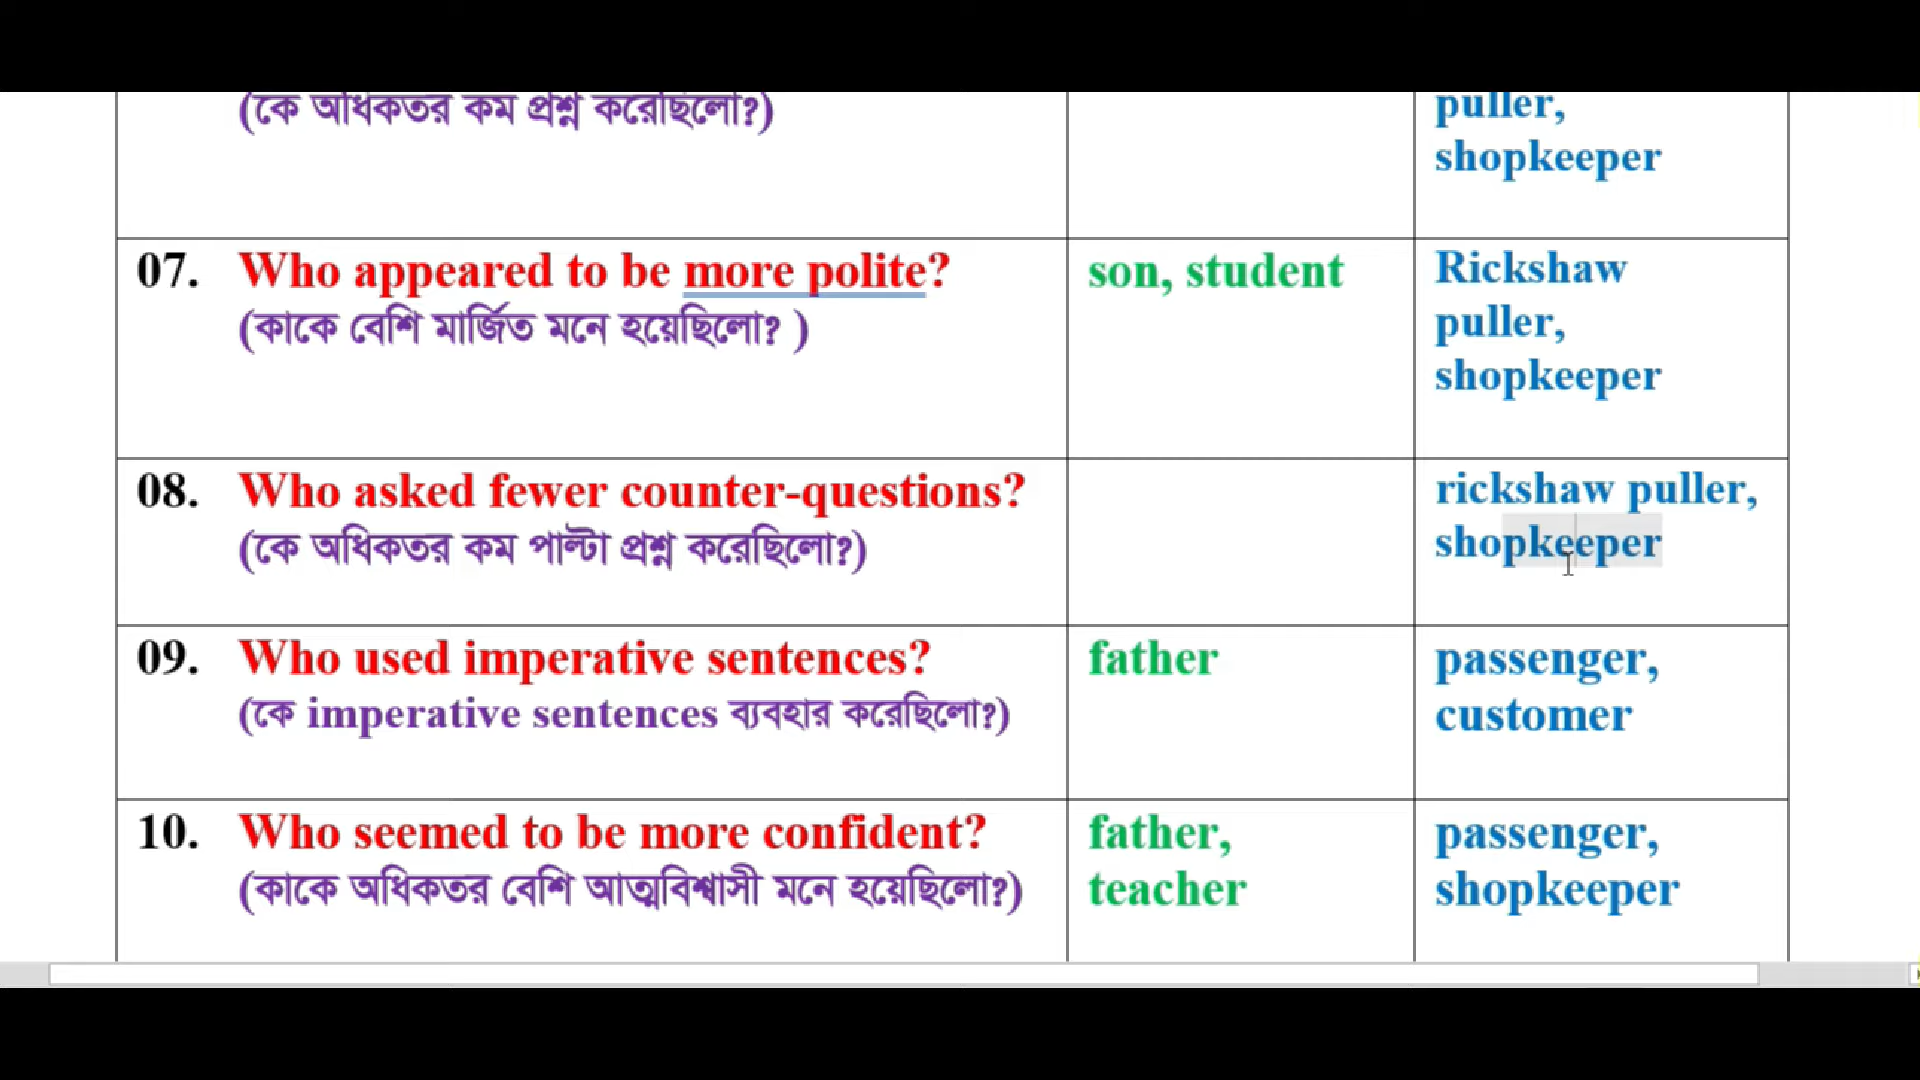 (কে অধিকতর কম প্রশ্ন করেছিলো?)
puller,
shopkeeper
07. Who appeared to be more polite?
(কাকে বেশি মার্জিত মনে হয়েছিলো? )
son, student
Rickshaw
puller,
shopkeeper
08. Who asked fewer counter-questions?
(কে অধিকতর কম পাল্টা প্রশ্ন করেছিলো?)
rickshaw puller,
shopkeeper
09. Who used imperative sentences?
(কে imperative sentences ব্যবহার করেছিলো?)
father
passenger,
customer
10. Who seemed to be more confident?
(কাকে অধিকতর বেশি আত্মবিশ্বাসী মনে হয়েছিলো?)
father,
teacher
passenger,
shopkeeper